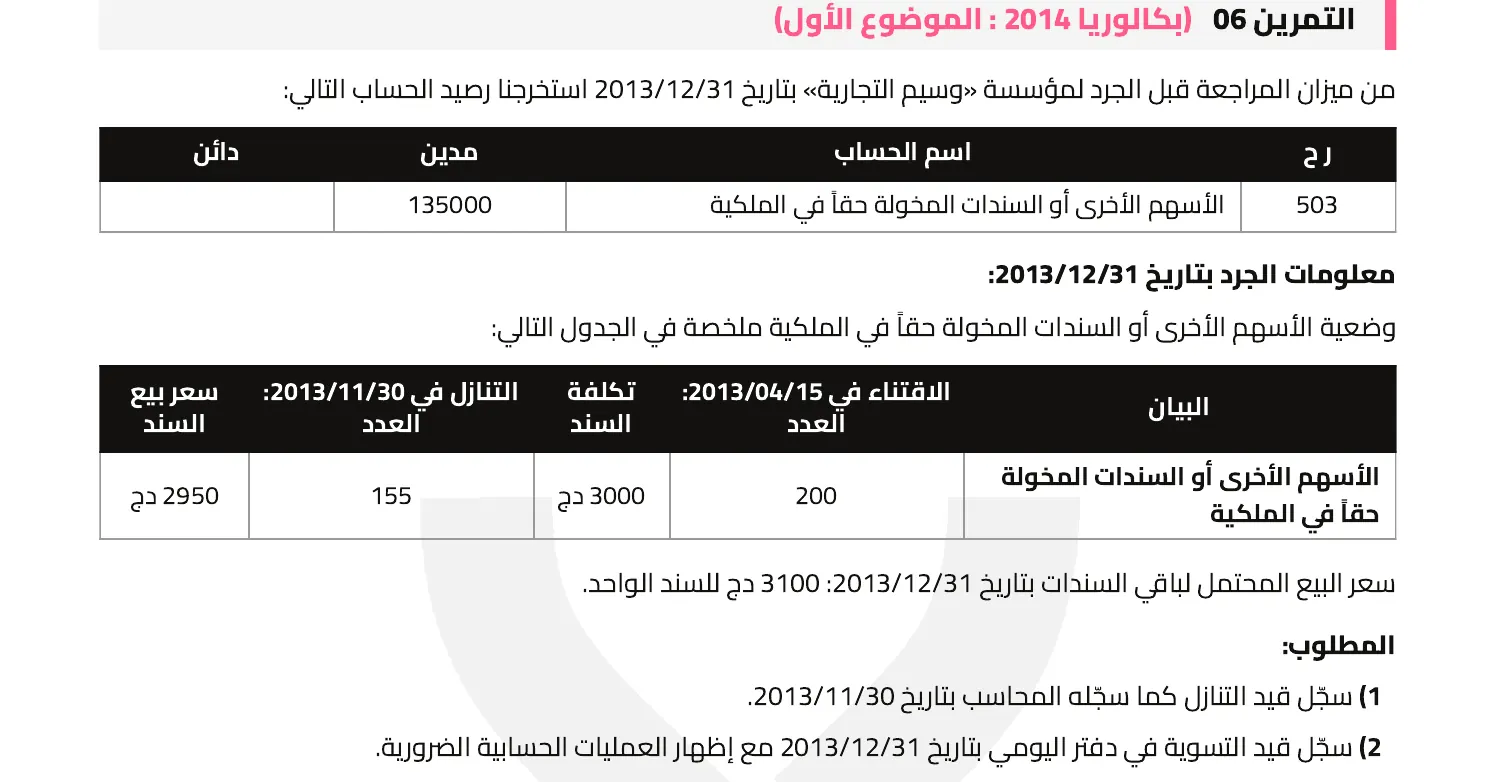 التمرين 06 (بكالوريا 2014 : الموضوع الأول)
من ميزان المراجعة قبل الجرد لمؤسسة «وسيم التجارية» بتاريخ 2013/12/31 استخرجنا رصيد الحساب التالي:
ر ح اسم الحساب مدين دائن
503 الأسهم الأخرى أو السندات المخولة حقاً في الملكية 135000
معلومات الجرد بتاريخ 2013/12/31:
وضعية الأسهم الأخرى أو السندات المخولة حقاً في الملكية ملخصة في الجدول التالي:
البيان الاقتناء في 2013/04/15: العدد تكلفة السند التنازل في 2013/11/30: العدد سعر بيع السند
الأسهم الأخرى أو السندات المخولة حقاً في الملكية 200 3000 دج 155 2950 دج
سعر البيع المحتمل لباقي السندات بتاريخ 2013/12/31: 3100 دج للسند الواحد.
المطلوب:
1) سجّل قيد التنازل كما سجّله المحاسب بتاريخ 2013/11/30.
2) سجّل قيد التسوية في دفتر اليومي بتاريخ 2013/12/31 مع إظهار العمليات الحسابية الضرورية.